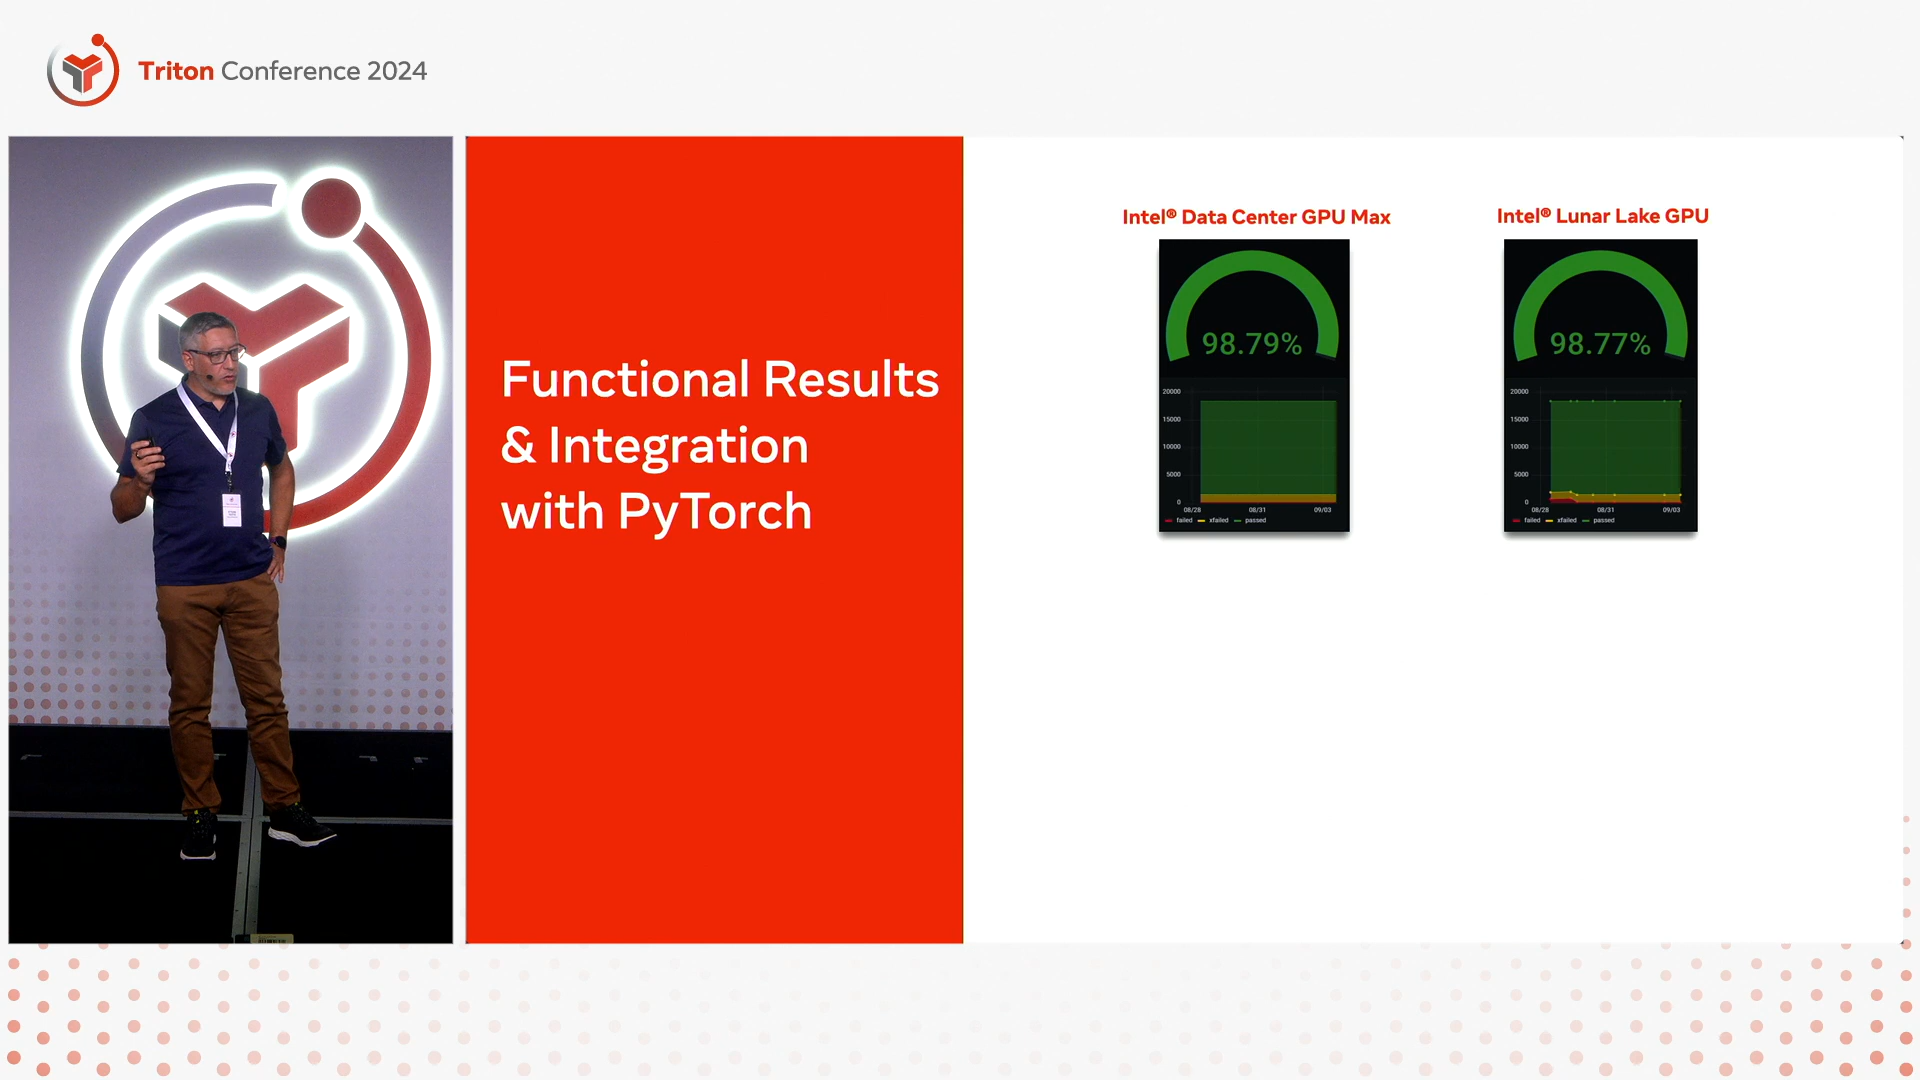 Triton Conference 2024
Functional Results
& Integration
with PyTorch
Intel® Data Center GPU Max
98.79%
20000
15000
10000
5000
0
08/28
08/31
09/03
failed
xfailed
passed
Intel® Lunar Lake GPU
98.77%
20000
15000
10000
5000
0
08/28
08/31
09/03
failed
xfailed
passed